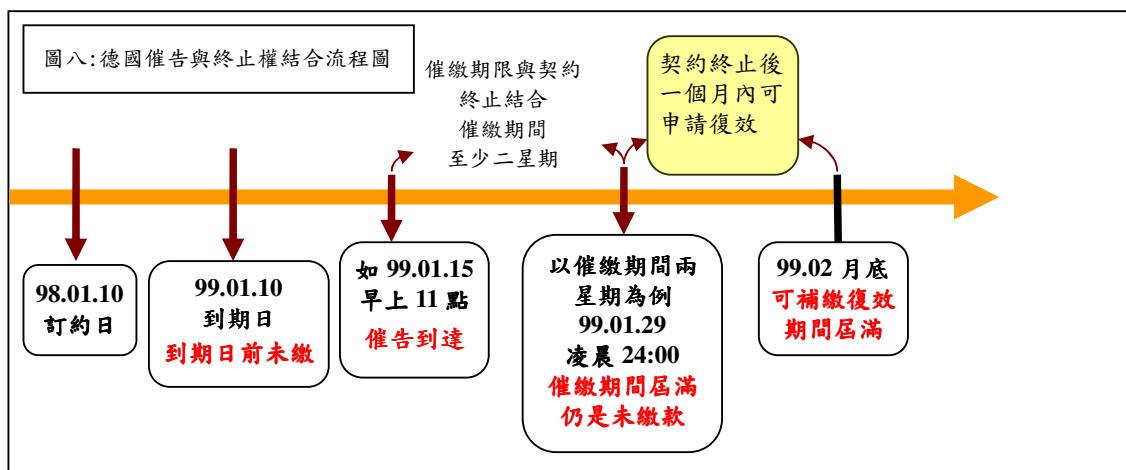 圖八:德國催告與終止權結合流程圖
催繳期限與契約
終止結合
催繳期間
至少二星期
契約終止後
一個月內可
申請復效
98.01.10
訂約日
99.01.10
到期日
到期日前未繳
如 99.01.15
早上 11 點
催告到達
以催繳期間兩
星期為例
99.01.29
凌晨 24:00
催繳期間屆滿
仍是未繳款
99.02 月底
可補繳復效
期間屆滿